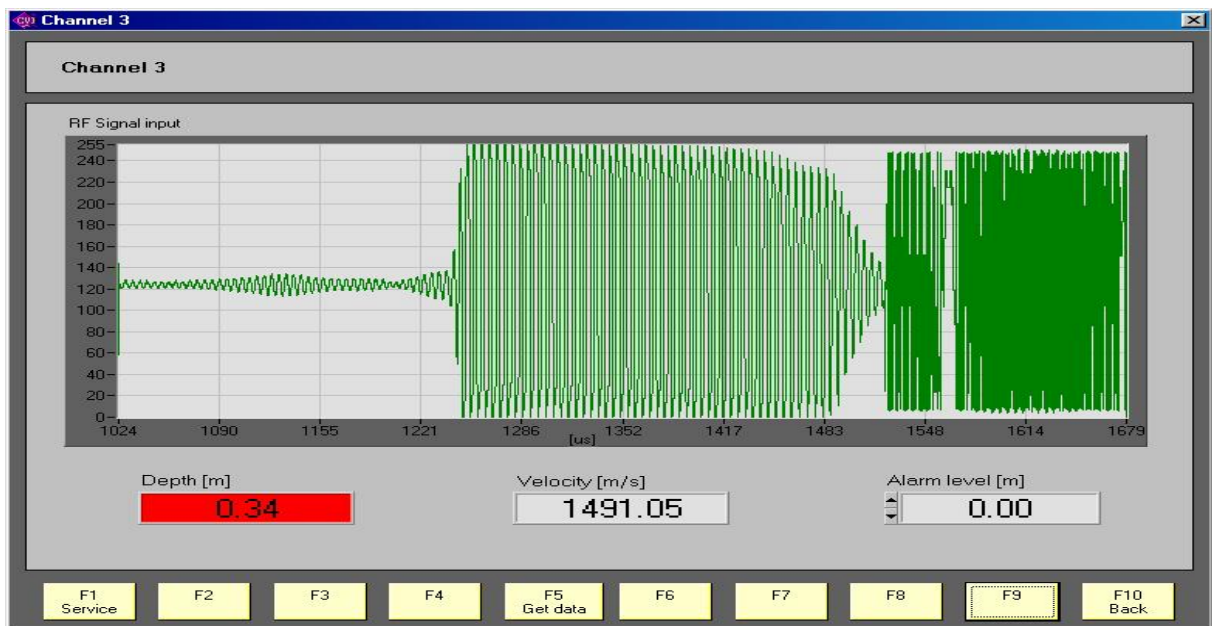 CVI Channel 3
Channel 3
RF Signal input
255
240
220
200
180
160
140
120
100
80
60
40
20
0
1024 1090 1155 1221 1286 1352 1417 1483 1548 1614 1679
[us]
Depth [m] Velocity [m/s] Alarm level [m]
0.34 1491.05 0.00
F1 F2 F3 F4 F5 F6 F7 F8 F9 F10
Service Get data Back